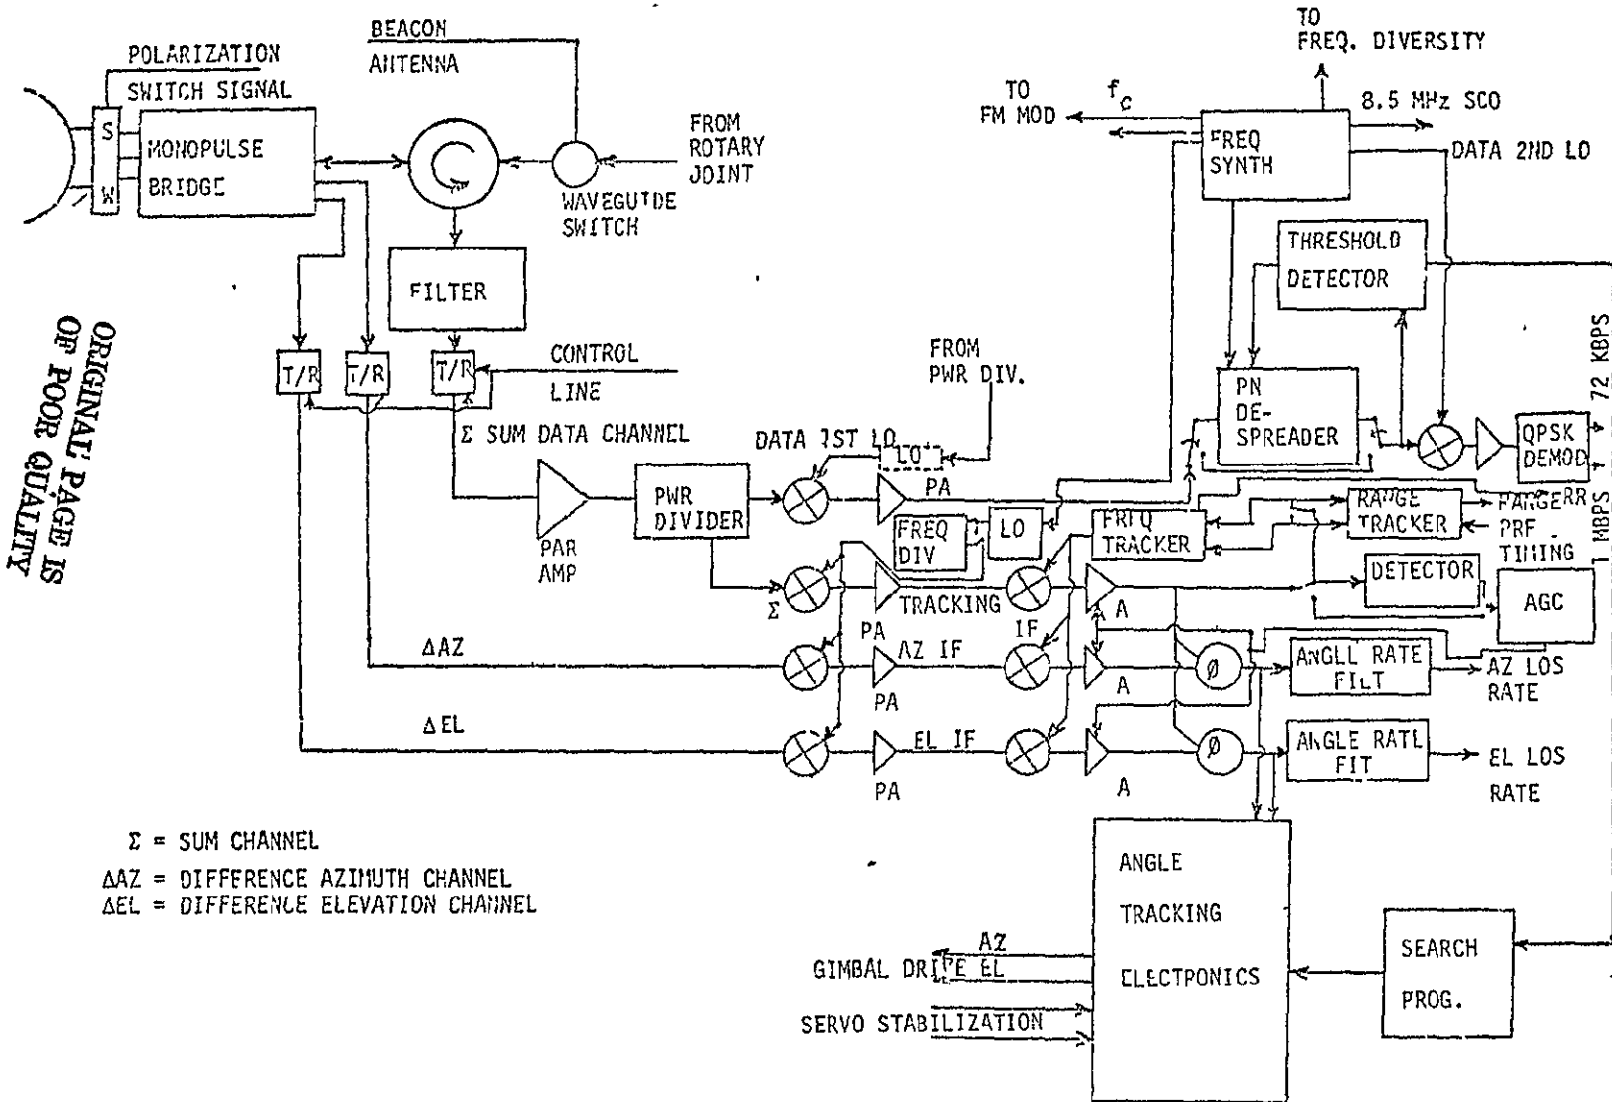 TO
FREQ. DIVERSITY
BEACON
ANTENNA
POLARIZATION
SWITCH SIGNAL
TO
FM MOD
f_c
8.5 MHz SCO
FREQ
SYNTH
DATA 2ND LO
S
W
MONOPULSE
BRIDGE
FROM
ROTARY
JOINT
WAVEGUIDE
SWITCH
THRESHOLD
DETECTOR
FILTER
ORIGINAL PAGE IS
OF POOR QUALITY
T/R
T/R
T/R
CONTROL
LINE
FROM
PWR DIV.
72 KBPS
1 MBPS
PN
DE-
SPREADER
QPSK
DEMOD
Σ SUM DATA CHANNEL
DATA 1ST LO
LO
PA
PWR
DIVIDER
PAR
AMP
FREQ
DIV
LO
FREQ
TRACKER
RANGE
TRACKER
RANGE
RR
PRF
TIMING
DETECTOR
AGC
Σ
PA
TRACKING
IF
A
ΔAZ
PA
AZ IF
A
Ø
ANGLE RATE
FILT
AZ LOS
RATE
ΔEL
PA
EL IF
A
Ø
ANGLE RATE
FIT
EL LOS
RATE
Σ = SUM CHANNEL
ΔAZ = DIFFERENCE AZIMUTH CHANNEL
ΔEL = DIFFERENCE ELEVATION CHANNEL
ANGLE
TRACKING
ELECTRONICS
SEARCH
PROG.
AZ
GIMBAL DRIVE EL
SERVO STABILIZATION